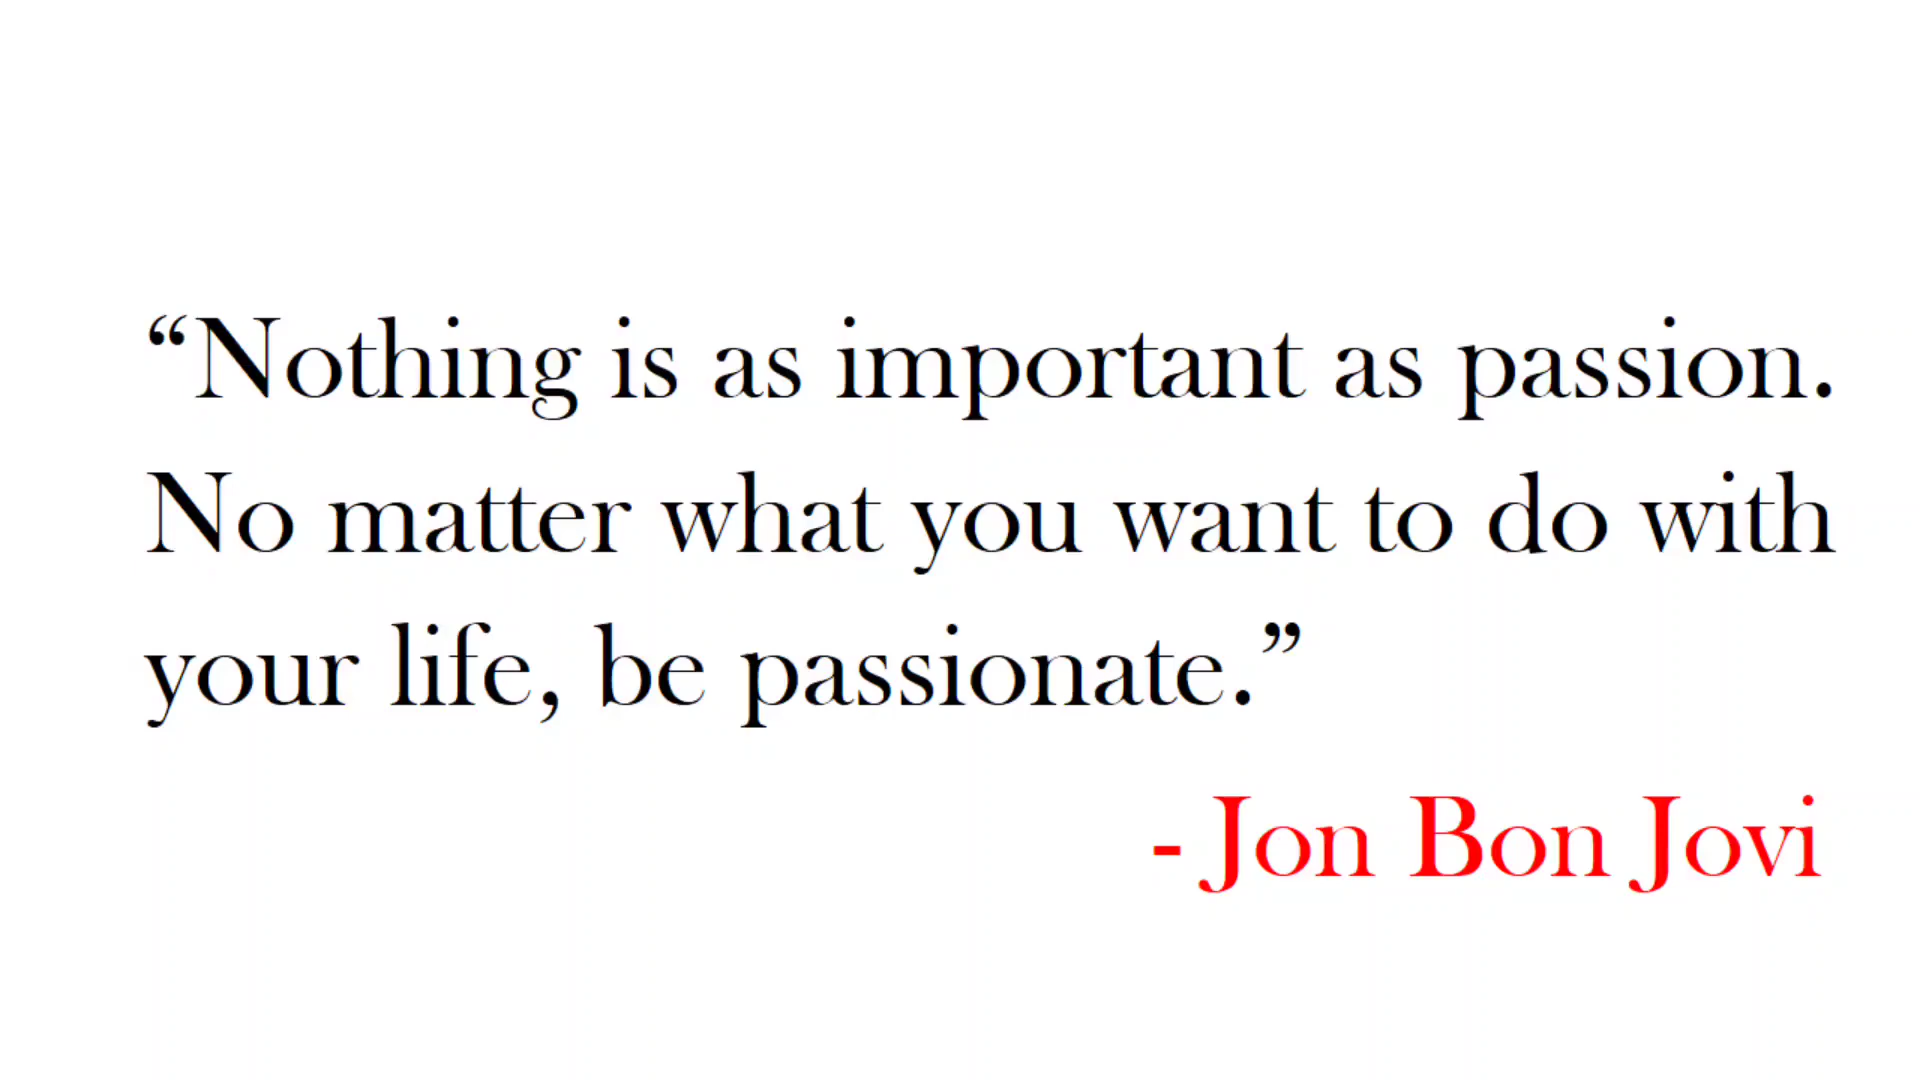 “Nothing is as important as passion.
No matter what you want to do with
your life, be passionate.”
- Jon Bon Jovi